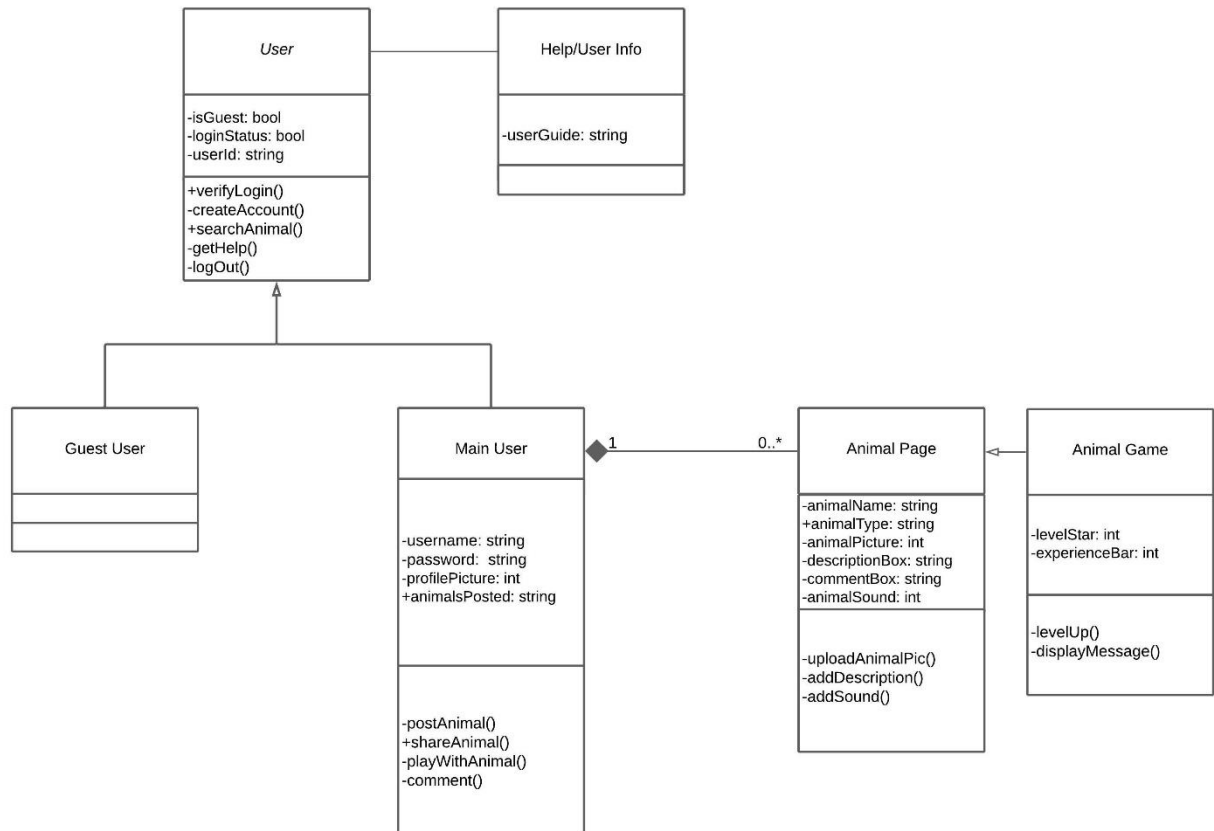 User
-isGuest: bool
-loginStatus: bool
-userId: string
+verifyLogin()
-createAccount()
+searchAnimal()
-getHelp()
-logOut()
Help/User Info
-userGuide: string
Guest User
Main User
-username: string
-password:  string
-profilePicture: int
+animalsPosted: string
-postAnimal()
+shareAnimal()
-playWithAnimal()
-comment()
1
0..*
Animal Page
-animalName: string
+animalType: string
-animalPicture: int
-descriptionBox: string
-commentBox: string
-animalSound: int
-uploadAnimalPic()
-addDescription()
-addSound()
Animal Game
-levelStar: int
-experienceBar: int
-levelUp()
-displayMessage()